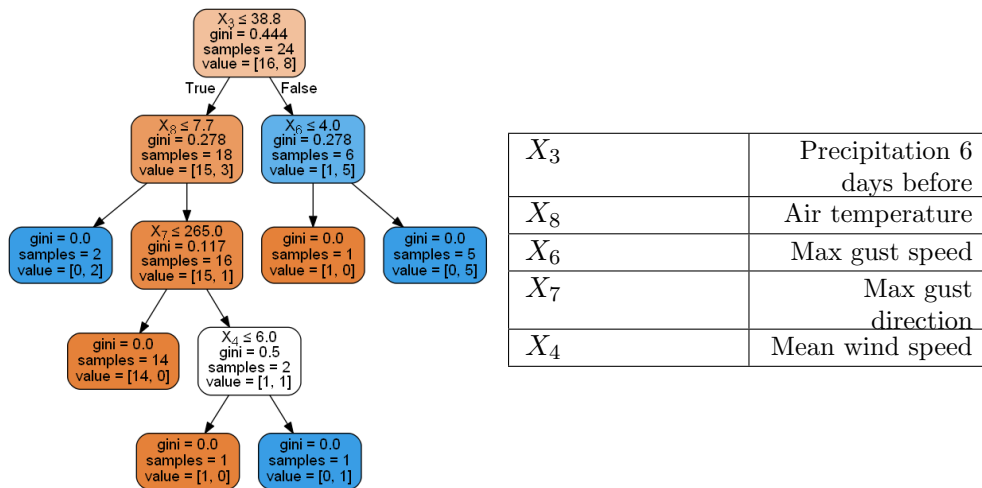 X₃ ≤ 38.8
gini = 0.444
samples = 24
value = [16, 8]
True
False
X₈ ≤ 7.7
gini = 0.278
samples = 18
value = [15, 3]
X₆ ≤ 4.0
gini = 0.278
samples = 6
value = [1, 5]
gini = 0.0
samples = 2
value = [0, 2]
X₇ ≤ 265.0
gini = 0.117
samples = 16
value = [15, 1]
gini = 0.0
samples = 1
value = [1, 0]
gini = 0.0
samples = 5
value = [0, 5]
gini = 0.0
samples = 14
value = [14, 0]
X₄ ≤ 6.0
gini = 0.5
samples = 2
value = [1, 1]
gini = 0.0
samples = 1
value = [1, 0]
gini = 0.0
samples = 1
value = [0, 1]
X₃ Precipitation 6
days before
X₈ Air temperature
X₆ Max gust speed
X₇ Max gust
direction
X₄ Mean wind speed